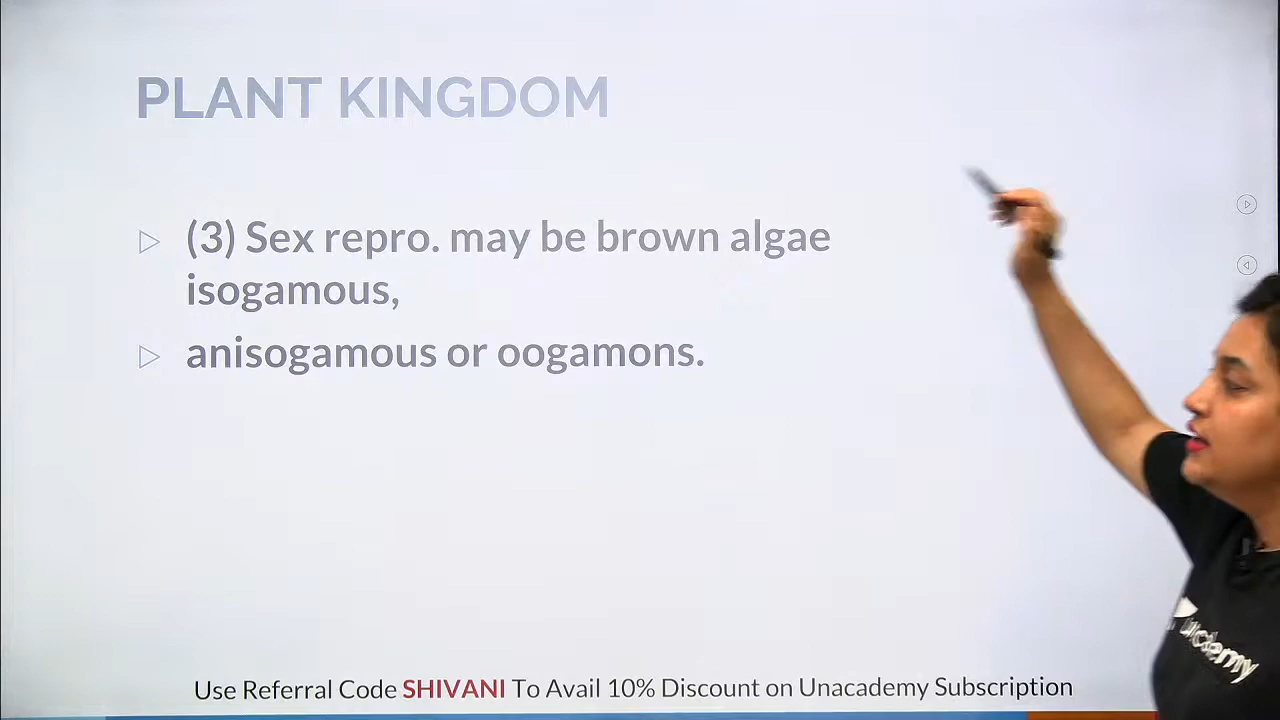 PLANT KINGDOM
(3) Sex repro. may be brown algae
isogamous,
anisogamous or oogamons.
Use Referral Code SHIVANI To Avail 10% Discount on Unacademy Subscription